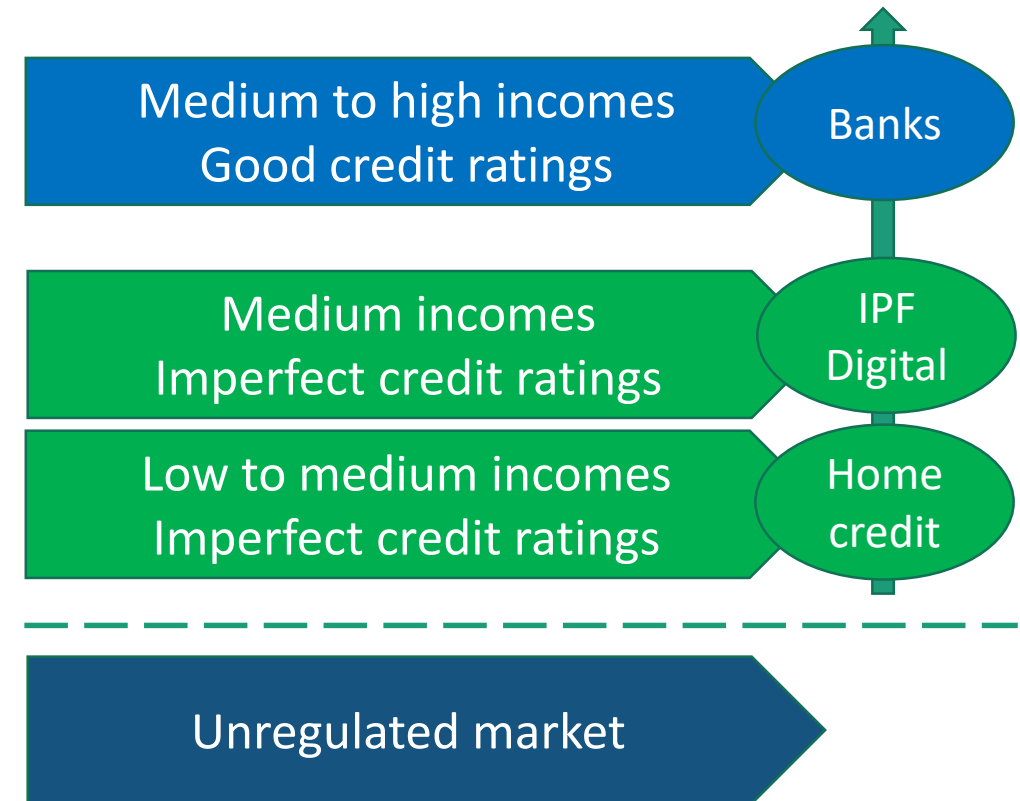 Medium to high incomes
Good credit ratings
Banks
Medium incomes
Imperfect credit ratings
IPF
Digital
Low to medium incomes
Imperfect credit ratings
Home
credit
Unregulated market